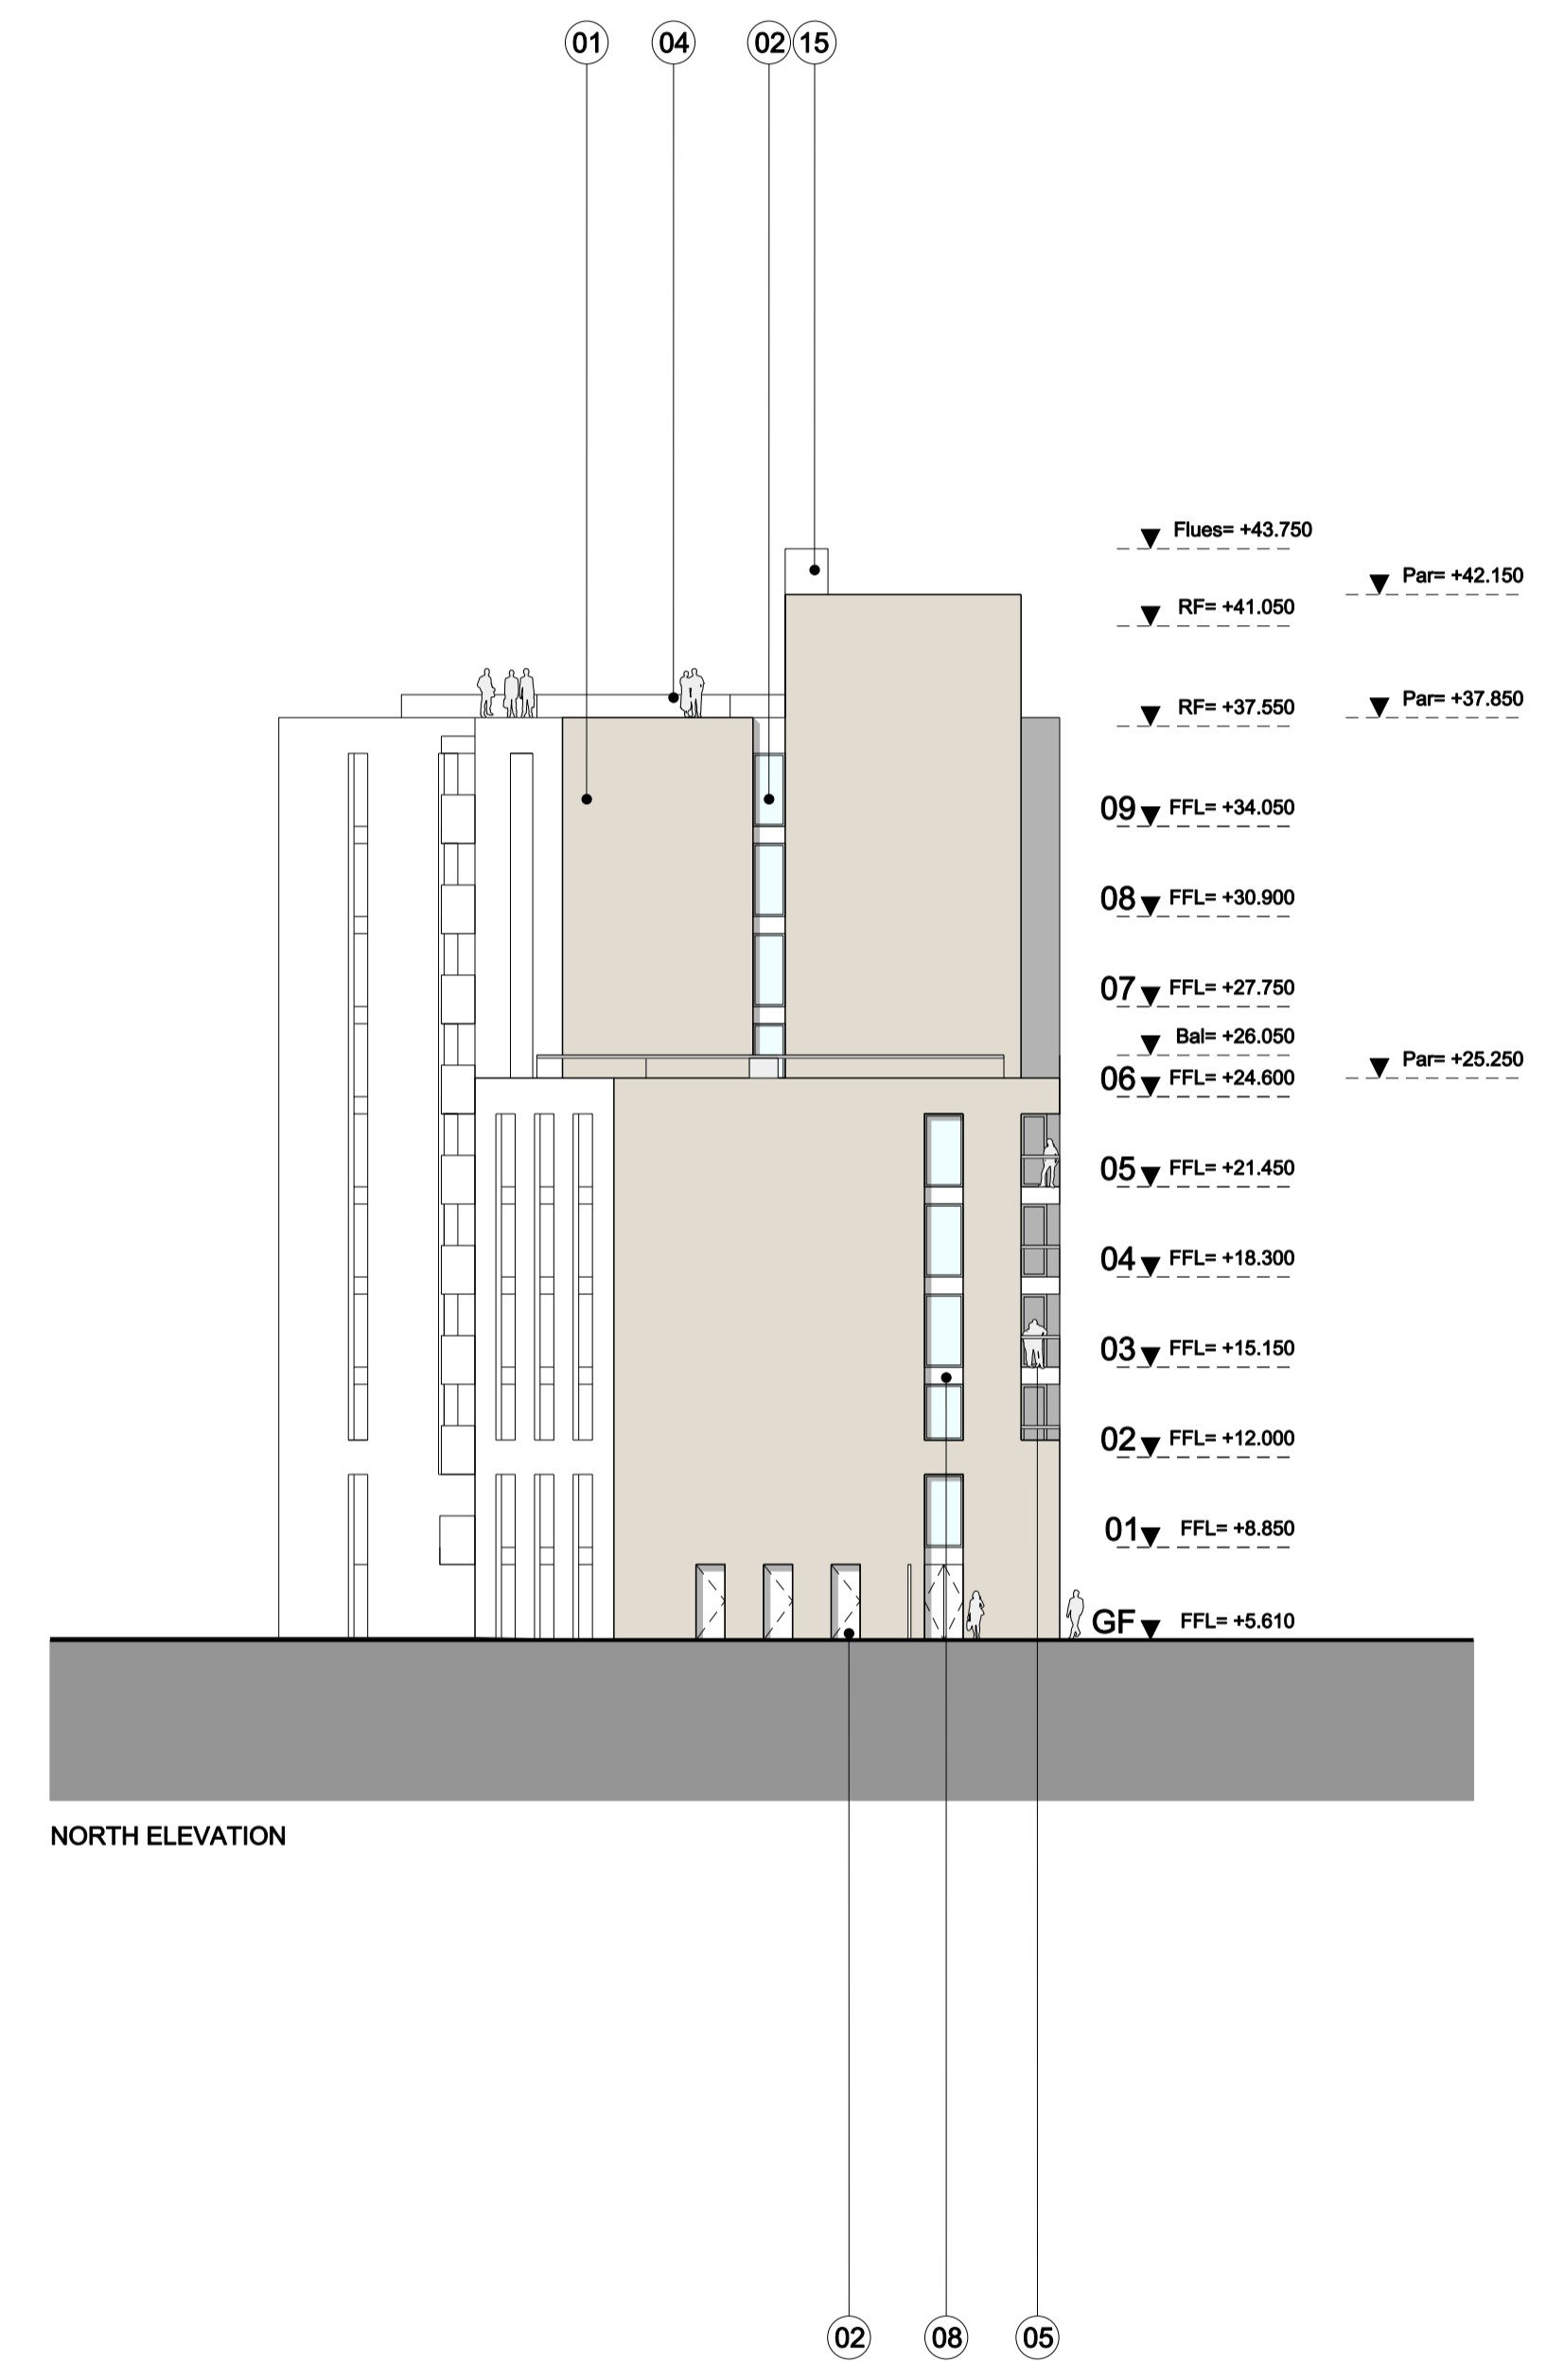 01 04 02 15
Flues= +43.750
Par= +42.150
RF= +41.050
Par= +37.850
RF= +37.550
09 FFL= +34.050
08 FFL= +30.900
07 FFL= +27.750
Bal= +26.050
Par= +25.250
06 FFL= +24.600
05 FFL= +21.450
04 FFL= +18.300
03 FFL= +15.150
02 FFL= +12.000
01 FFL= +8.850
GF FFL= +5.610
NORTH ELEVATION
02 08 05